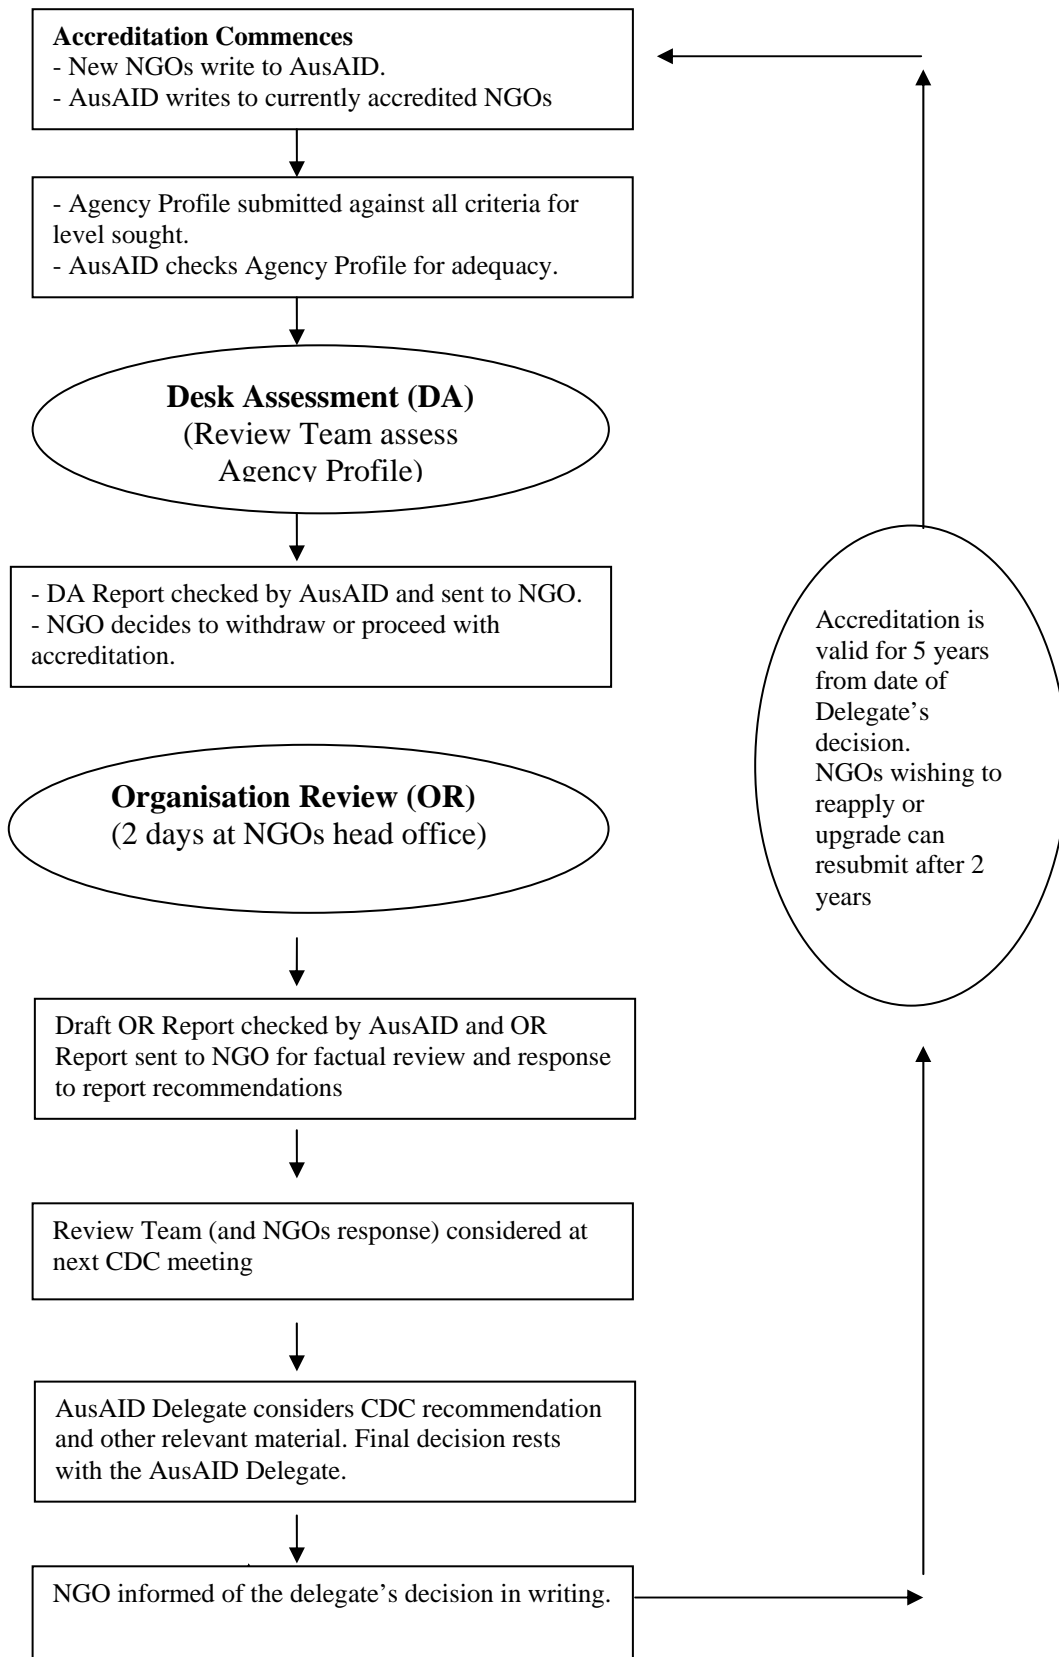 Accreditation Commences
- New NGOs write to AusAID.
- AusAID writes to currently accredited NGOs
- Agency Profile submitted against all criteria for
level sought.
- AusAID checks Agency Profile for adequacy.
Desk Assessment (DA)
(Review Team assess
Agency Profile)
- DA Report checked by AusAID and sent to NGO.
- NGO decides to withdraw or proceed with
accreditation.
Organisation Review (OR)
(2 days at NGOs head office)
Draft OR Report checked by AusAID and OR
Report sent to NGO for factual review and response
to report recommendations
Review Team (and NGOs response) considered at
next CDC meeting
AusAID Delegate considers CDC recommendation
and other relevant material. Final decision rests
with the AusAID Delegate.
NGO informed of the delegate's decision in writing.
Accreditation is
valid for 5 years
from date of
Delegate's
decision.
NGOs wishing to
reapply or
upgrade can
resubmit after 2
years